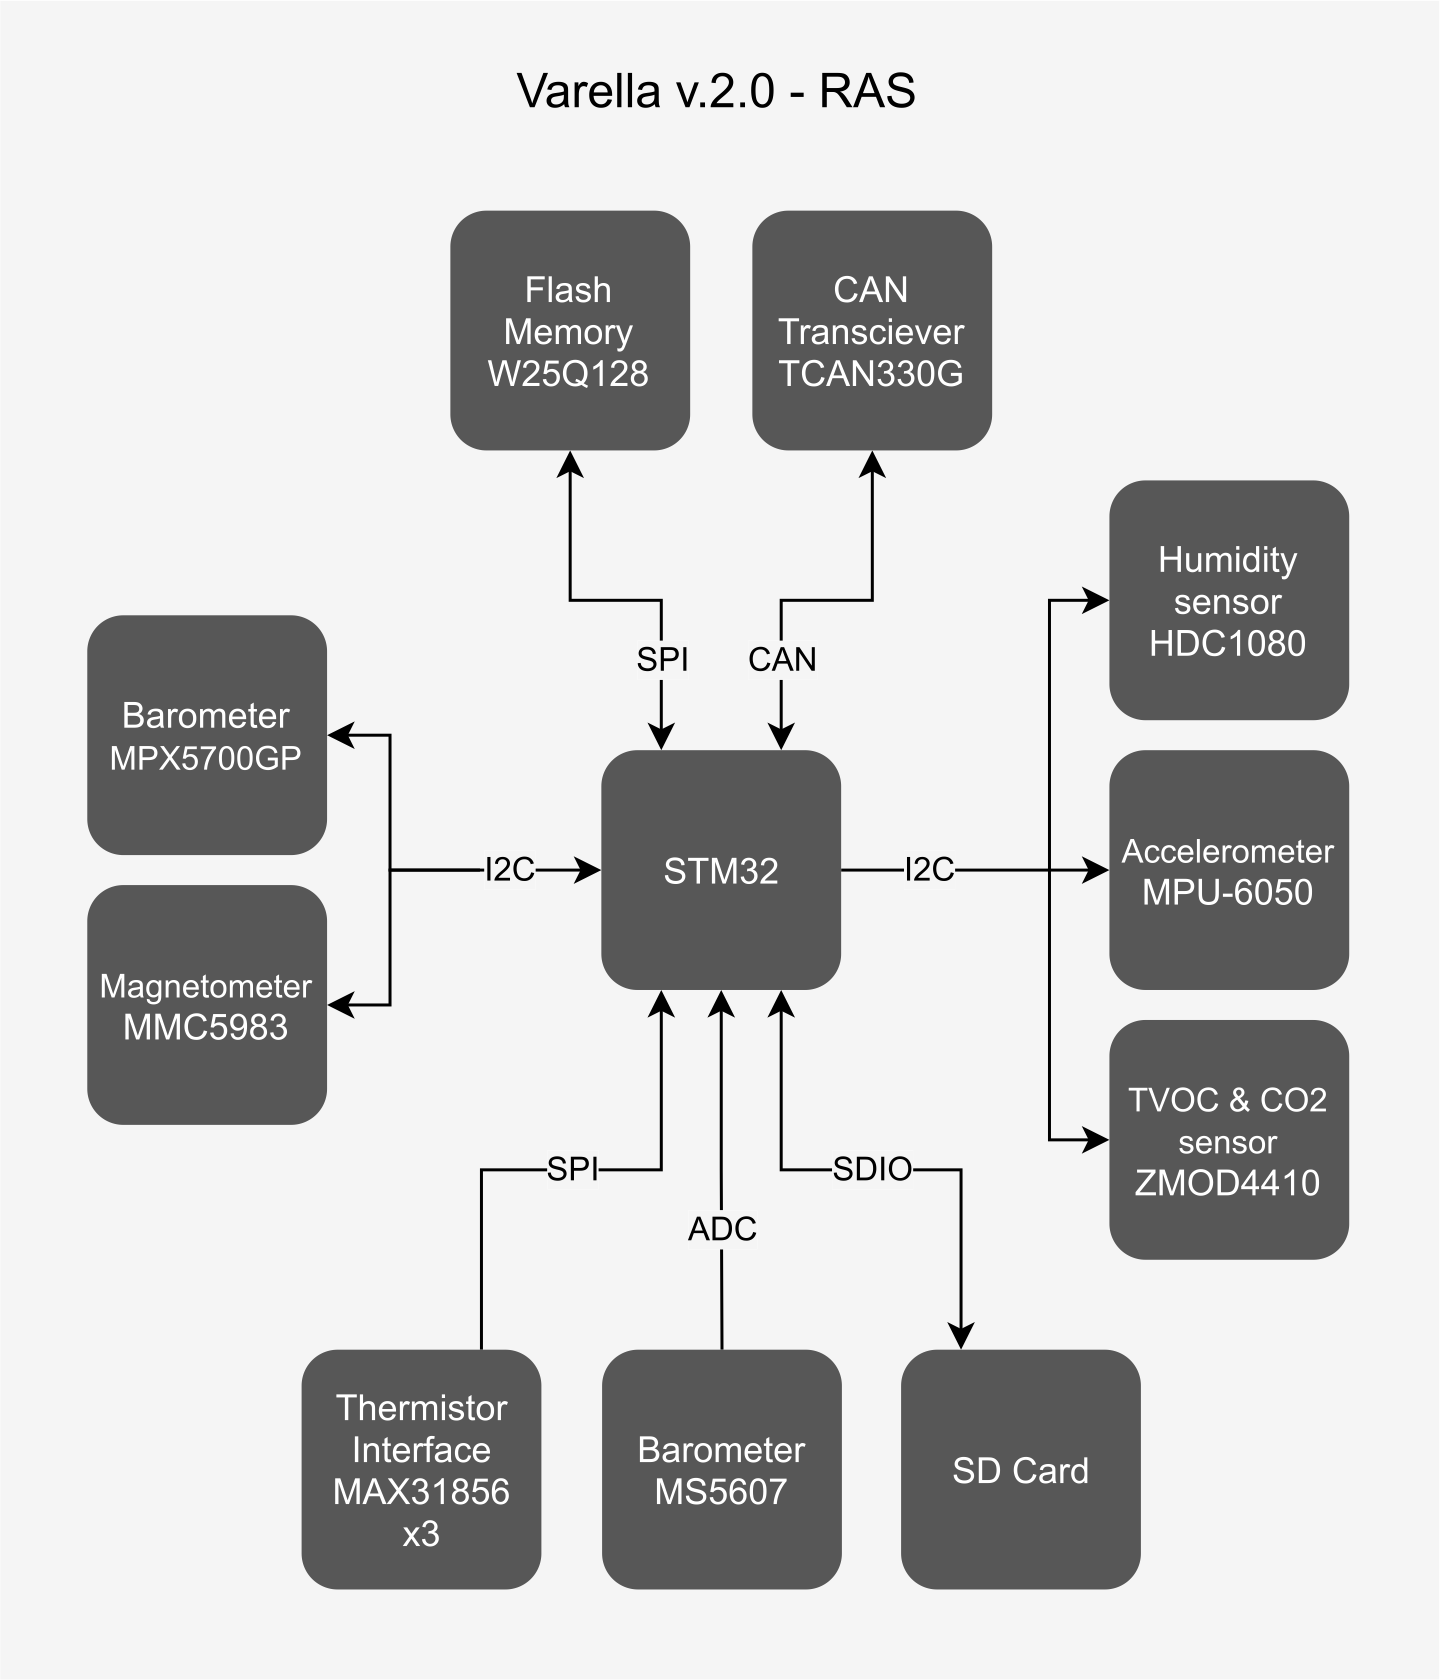 Varella v.2.0 - RAS
Flash
Memory
W25Q128
CAN
Transciever
TCAN330G
Humidity
sensor
HDC1080
SPI
CAN
Barometer
MPX5700GP
I2C
STM32
I2C
Accelerometer
MPU-6050
Magnetometer
MMC5983
TVOC & CO2
sensor
ZMOD4410
SPI
SDIO
ADC
Thermistor
Interface
MAX31856
x3
Barometer
MS5607
SD Card